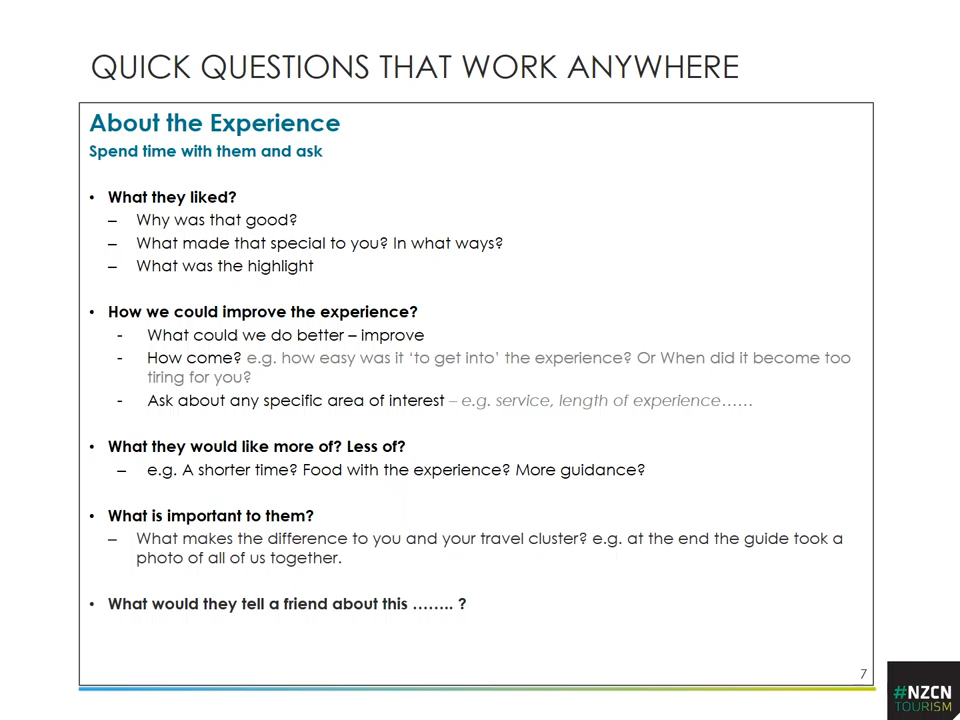 QUICK QUESTIONS THAT WORK ANYWHERE
About the Experience
Spend time with them and ask
• What they liked?
– Why was that good?
– What made that special to you? In what ways?
– What was the highlight
• How we could improve the experience?
- What could we do better – improve
- How come? e.g. how easy was it ‘to get into’ the experience? Or When did it become too
tiring for you?
- Ask about any specific area of interest – e.g. service, length of experience……
• What they would like more of? Less of?
– e.g. A shorter time? Food with the experience? More guidance?
• What is important to them?
– What makes the difference to you and your travel cluster? e.g. at the end the guide took a
photo of all of us together.
• What would they tell a friend about this …….. ?
7
#NZCN
TOURISM